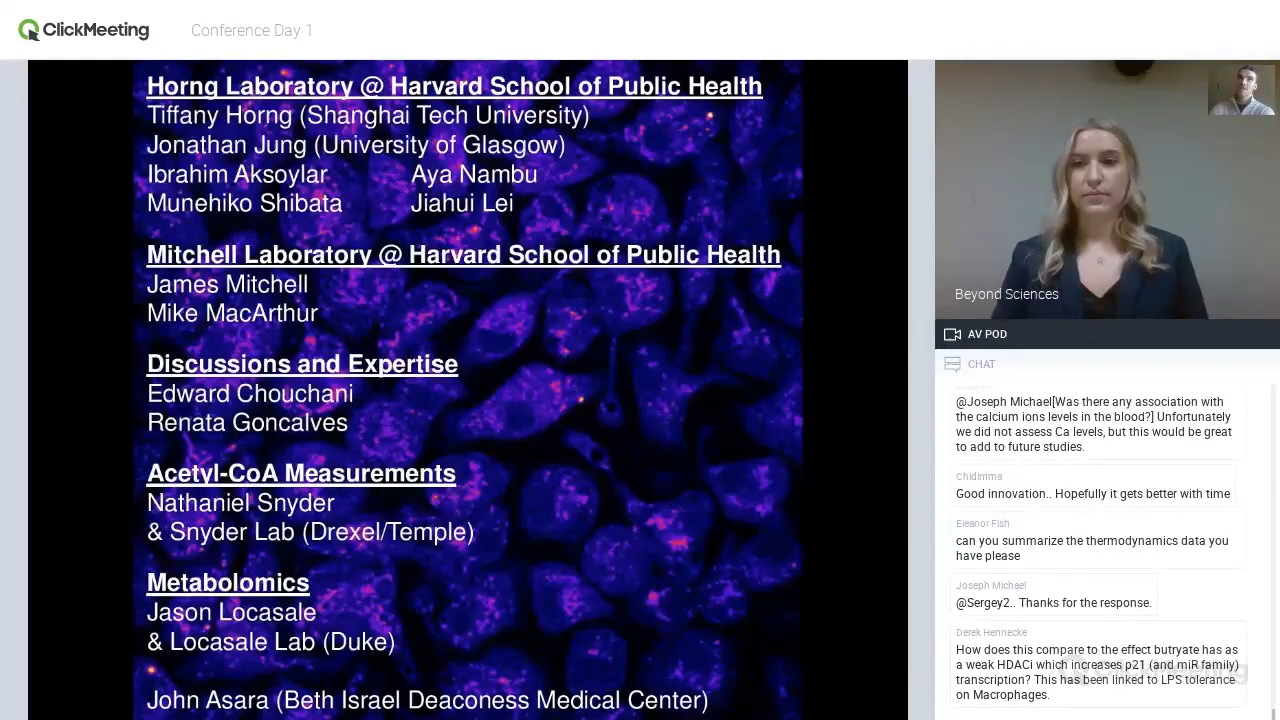 ClickMeeting
Conference Day 1
Horng Laboratory @ Harvard School of Public Health
Tiffany Horng (Shanghai Tech University)
Jonathan Jung (University of Glasgow)
Ibrahim Aksoylar Aya Nambu
Munehiko Shibata Jiahui Lei
Mitchell Laboratory @ Harvard School of Public Health
James Mitchell
Mike MacArthur
Discussions and Expertise
Edward Chouchani
Renata Goncalves
Acetyl-CoA Measurements
Nathaniel Snyder
& Snyder Lab (Drexel/Temple)
Metabolomics
Jason Locasale
& Locasale Lab (Duke)
John Asara (Beth Israel Deaconess Medical Center)
Beyond Sciences
AV POD
CHAT
@Joseph Michael[Was there any association with
the calcium ions levels in the blood?] Unfortunately
we did not assess Ca levels, but this would be great
to add to future studies.
Chidimma
Good innovation.. Hopefully it gets better with time
Eleanor Fish
can you summarize the thermodynamics data you
have please
Joseph Michael
@Sergey2.. Thanks for the response.
Derek Hennecke
How does this compare to the effect butyrate has as
a weak HDACi which increases p21 (and miR family)
transcription? This has been linked to LPS tolerance
on Macrophages.